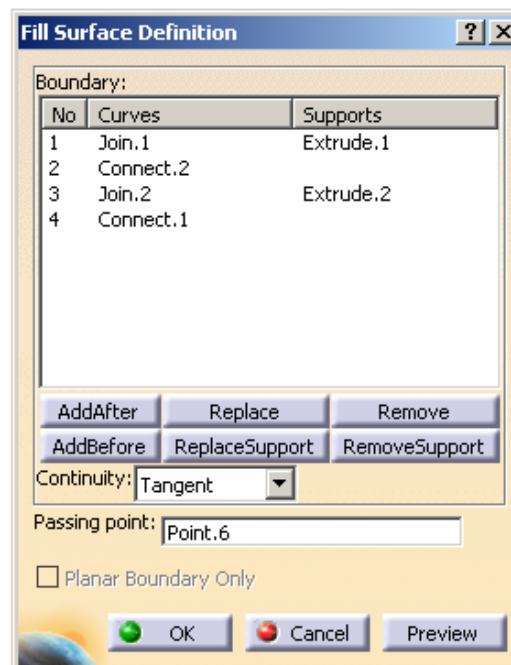 Fill Surface Definition
Boundary:
No Curves Supports
1 Join.1 Extrude.1
2 Connect.2
3 Join.2 Extrude.2
4 Connect.1
AddAfter Replace Remove
AddBefore ReplaceSupport RemoveSupport
Continuity: Tangent
Passing point: Point.6
Planar Boundary Only
OK Cancel Preview